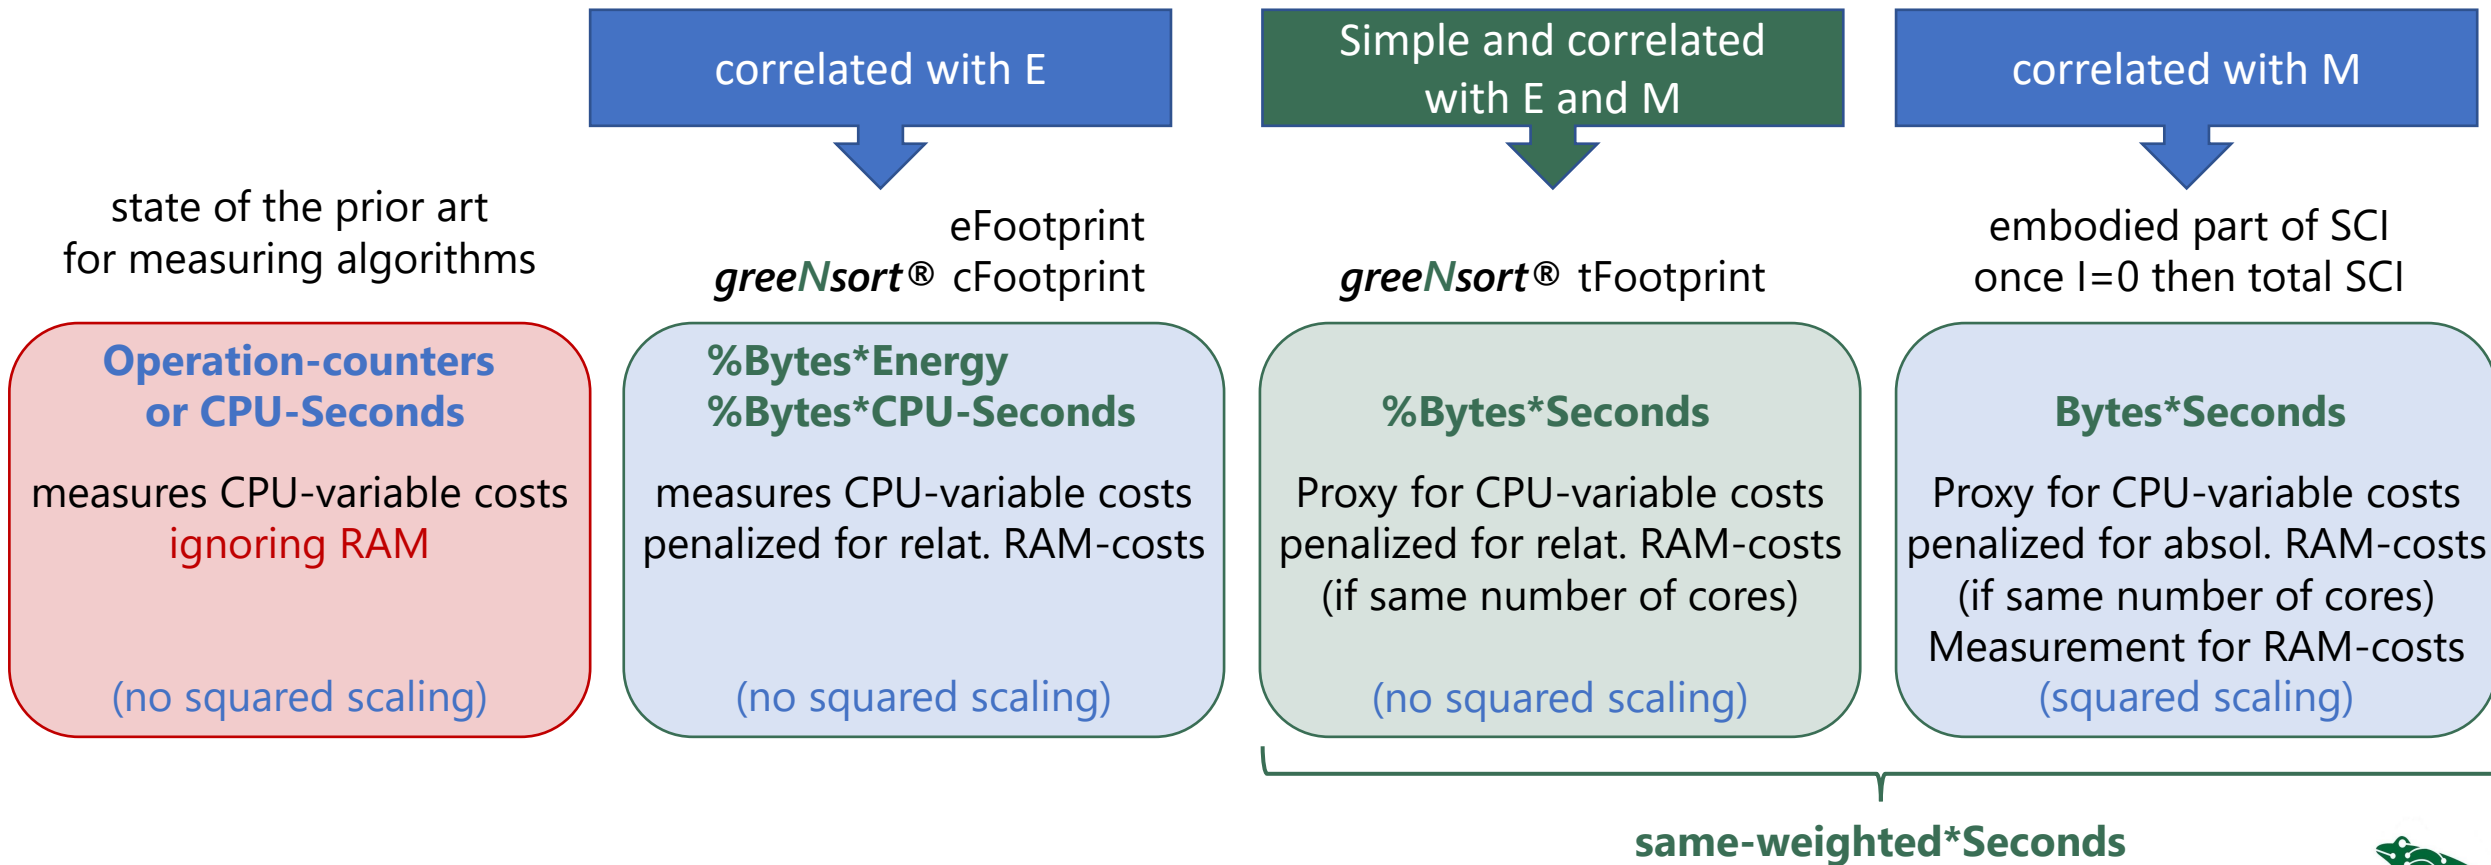 correlated with E
Simple and correlated
with E and M
correlated with M
state of the prior art
for measuring algorithms
eFootprint
greeNsort® cFootprint
greeNsort® tFootprint
embodied part of SCI
once I=0 then total SCI
Operation-counters
or CPU-Seconds
measures CPU-variable costs
ignoring RAM
(no squared scaling)
%Bytes*Energy
%Bytes*CPU-Seconds
measures CPU-variable costs
penalized for relat. RAM-costs
(no squared scaling)
%Bytes*Seconds
Proxy for CPU-variable costs
penalized for relat. RAM-costs
(if same number of cores)
(no squared scaling)
Bytes*Seconds
Proxy for CPU-variable costs
penalized for absol. RAM-costs
(if same number of cores)
Measurement for RAM-costs
(squared scaling)
same-weighted*Seconds